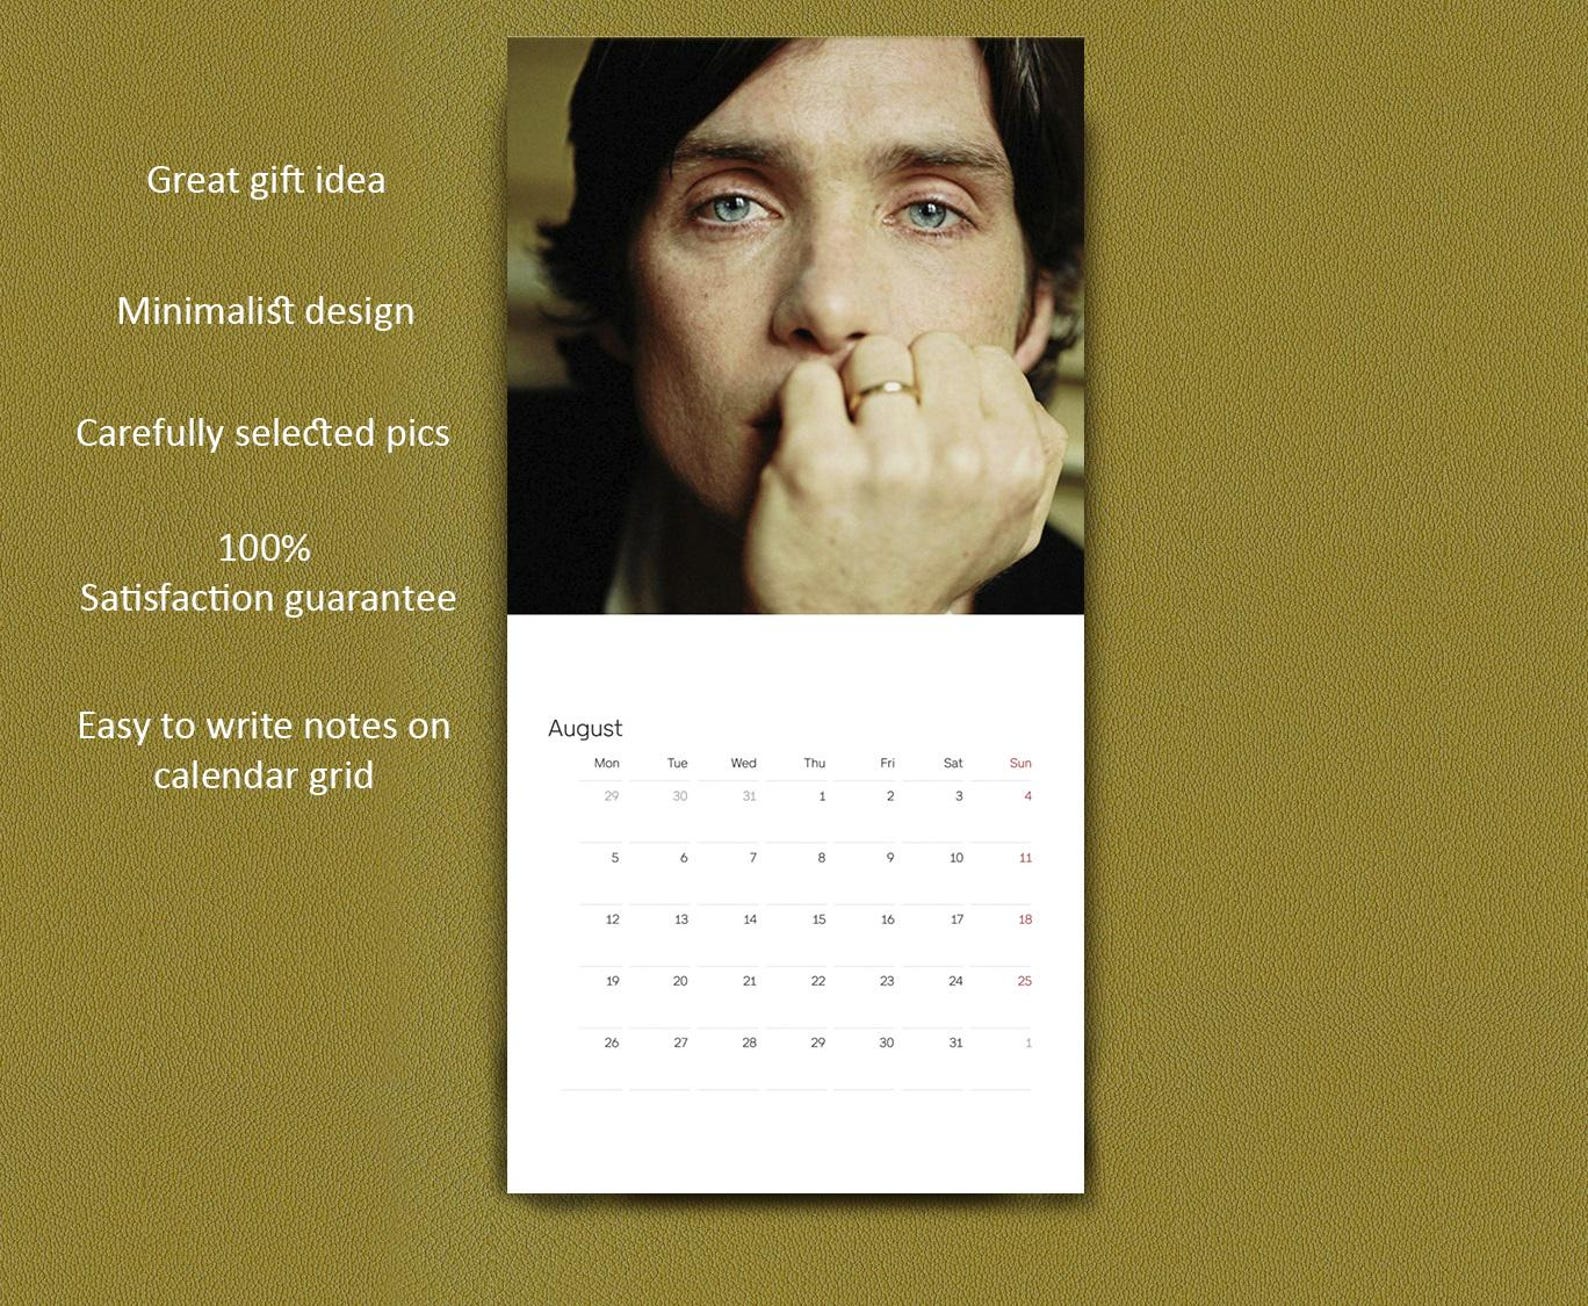 Great gift idea
Minimalist design
Carefully selected pics
100%
Satisfaction guarantee
Easy to write notes on
calendar grid
August
Mon Tue Wed Thu Fri Sat Sun
29 30 31 1 2 3 4
5 6 7 8 9 10 11
12 13 14 15 16 17 18
19 20 21 22 23 24 25
26 27 28 29 30 31 1